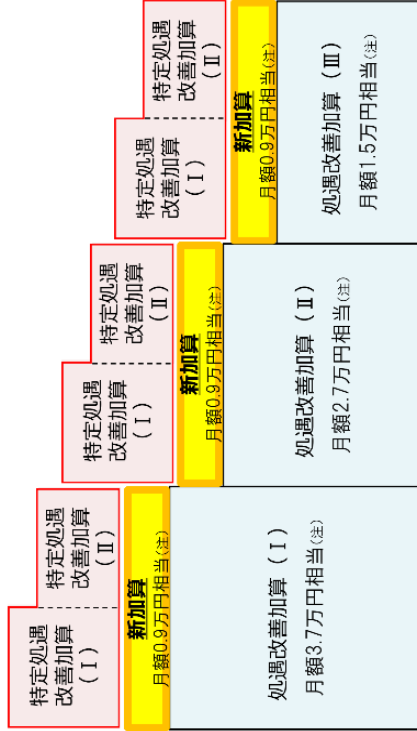 特定処遇
改善加算
（Ⅰ）
特定処遇
改善加算
（Ⅱ）
新加算
月額0.9万円相当(注)
処遇改善加算（Ⅰ）
月額3.7万円相当(注)
特定処遇
改善加算
（Ⅰ）
特定処遇
改善加算
（Ⅱ）
新加算
月額0.9万円相当(注)
処遇改善加算（Ⅱ）
月額2.7万円相当(注)
特定処遇
改善加算
（Ⅰ）
特定処遇
改善加算
（Ⅱ）
新加算
月額0.9万円相当(注)
処遇改善加算（Ⅲ）
月額1.5万円相当(注)